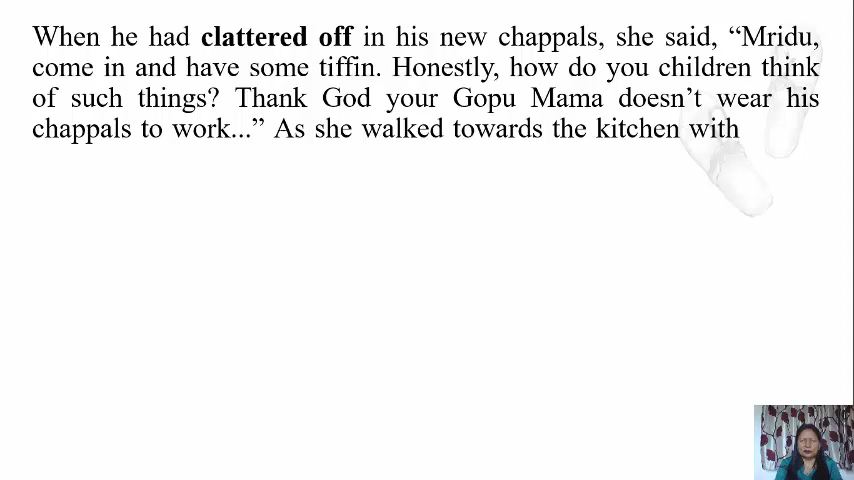 When he had clattered off in his new chappals, she said, “Mridu,
come in and have some tiffin. Honestly, how do you children think
of such things? Thank God your Gopu Mama doesn’t wear his
chappals to work...” As she walked towards the kitchen with